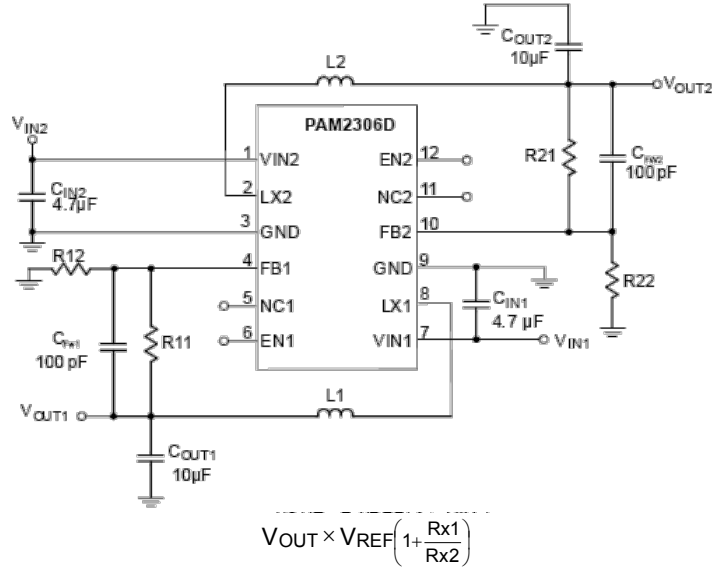 COUT2
10µF
L2
VOUT2
VIN2
PAM2306D
1 VIN2
EN2 12
R21
CFW2
100 pF
CIN2
4.7µF
2 LX2
NC2 11
3 GND
FB2 10
R12
4 FB1
GND 9
R22
5 NC1
LX1 8
CIN1
4.7 µF
CFW1
100 pF
R11
6 EN1
VIN1 7
VIN1
L1
VOUT1
COUT1
10µF
VOUT × VREF(1+Rx1/Rx2)